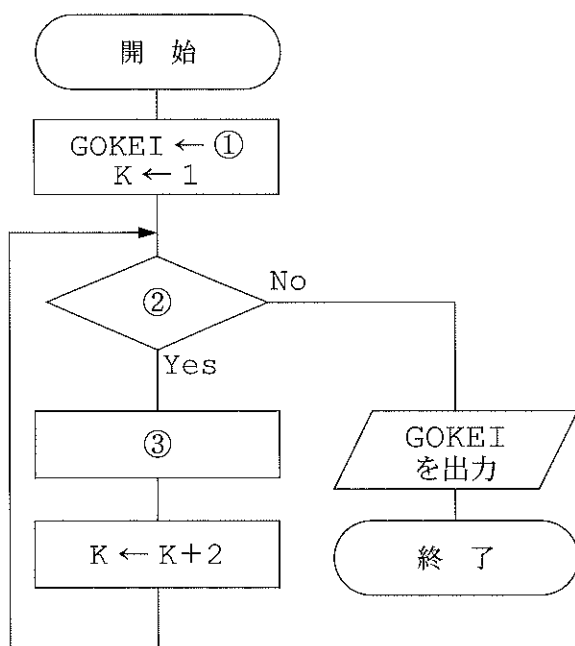 開 始
GOKEI ← ①
K ← 1
②
No
Yes
③
K ← K+2
GOKEI
を出力
終 了